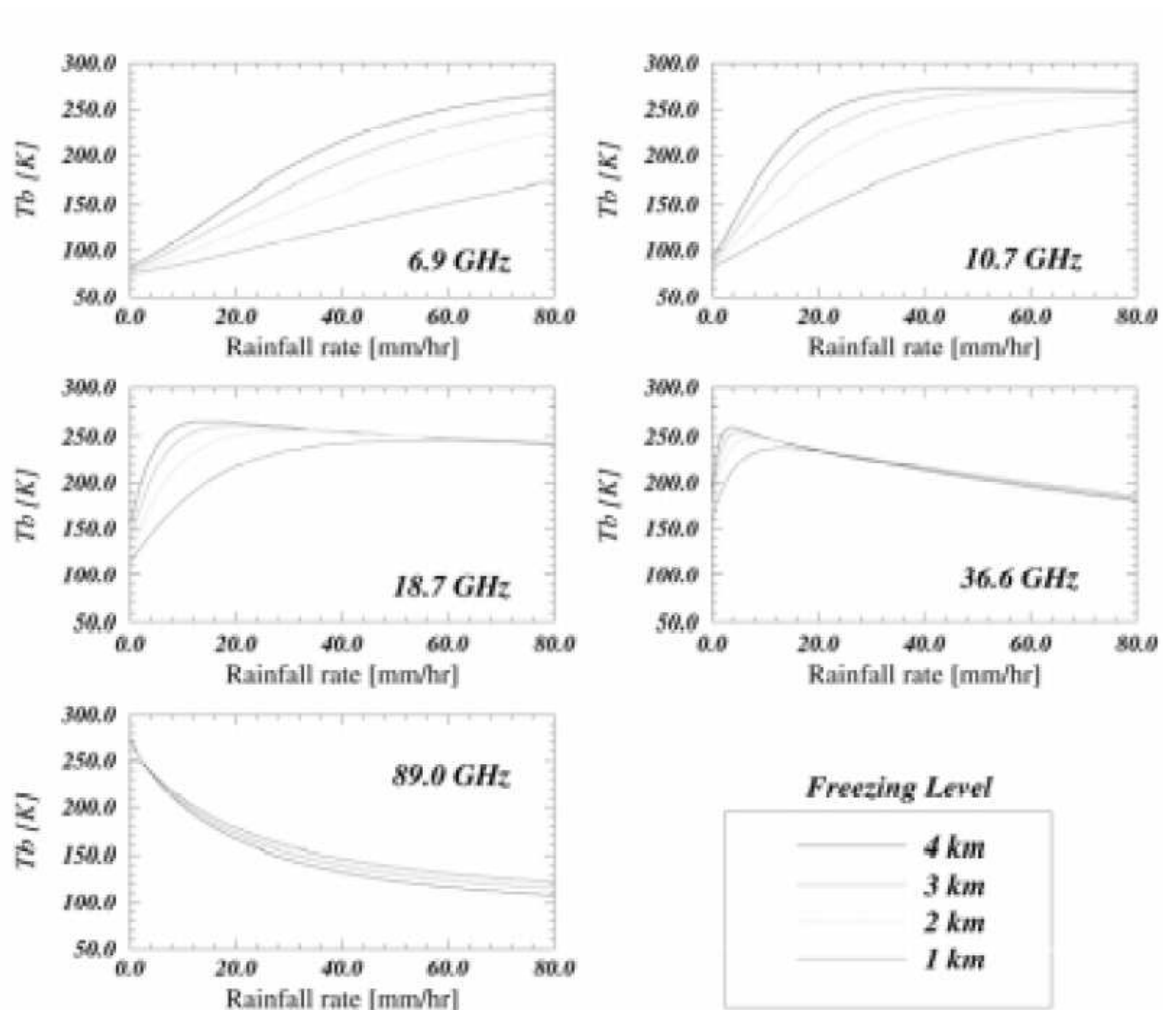 300.0
250.0
200.0
150.0
100.0
50.0
Tb [K]
6.9 GHz
0.0 20.0 40.0 60.0 80.0
Rainfall rate [mm/hr]
300.0
250.0
200.0
150.0
100.0
50.0
Tb [K]
10.7 GHz
0.0 20.0 40.0 60.0 80.0
Rainfall rate [mm/hr]
300.0
250.0
200.0
150.0
100.0
50.0
Tb [K]
18.7 GHz
0.0 20.0 40.0 60.0 80.0
Rainfall rate [mm/hr]
300.0
250.0
200.0
150.0
100.0
50.0
Tb [K]
36.6 GHz
0.0 20.0 40.0 60.0 80.0
Rainfall rate [mm/hr]
300.0
250.0
200.0
150.0
100.0
50.0
Tb [K]
89.0 GHz
0.0 20.0 40.0 60.0 80.0
Rainfall rate [mm/hr]
Freezing Level
4 km
3 km
2 km
1 km